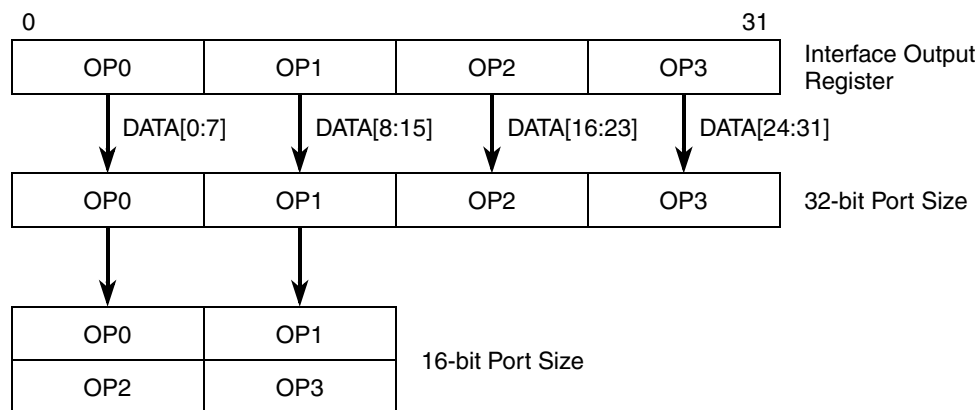 0 31
OP0 OP1 OP2 OP3
Interface Output
Register
DATA[0:7] DATA[8:15] DATA[16:23] DATA[24:31]
OP0 OP1 OP2 OP3 32-bit Port Size
OP0 OP1
16-bit Port Size
OP2 OP3